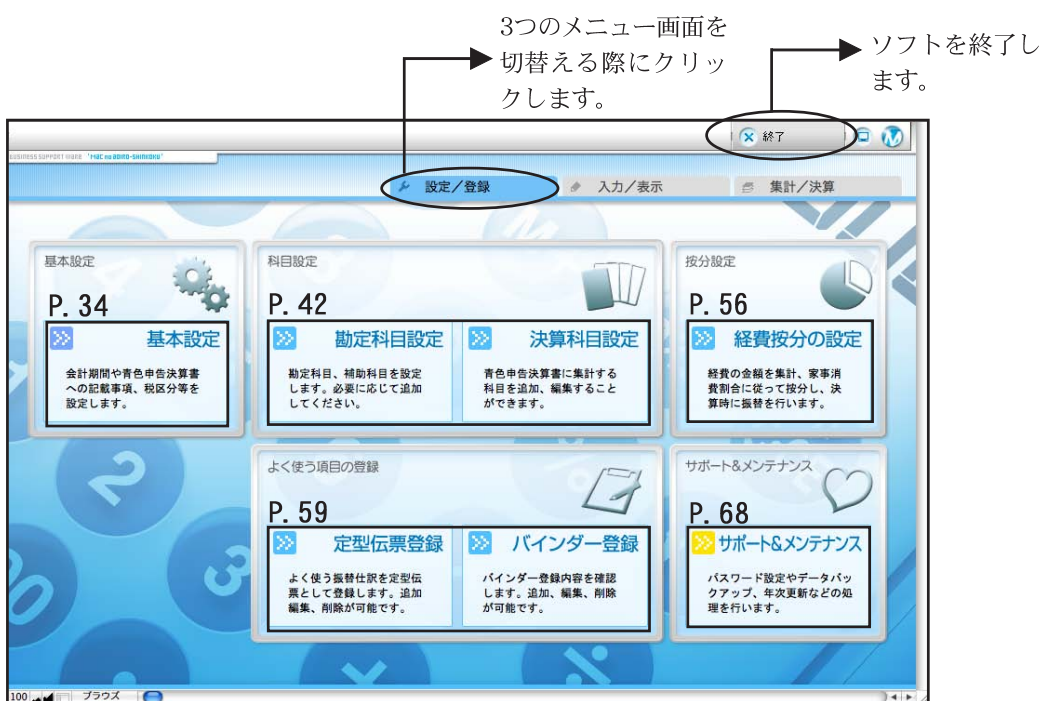 3つのメニュー画面を
切替える際にクリッ
クします。
ソフトを終了し
ます。
終了
BUSINESS SUPPORT WARE 「MAC no AOIRO-SHINKOKU」
設定／登録
入力／表示
集計／決算
基本設定
P. 34
基本設定
会計期間や青色申告決算書
への記載事項、税区分等を
設定します。
科目設定
P. 42
勘定科目設定
勘定科目、補助科目を設定
します。必要に応じて追加
してください。
決算科目設定
青色申告決算書に集計する
科目を追加、編集すること
ができます。
按分設定
P. 56
経費按分の設定
経費の金額を集計、家事消
費割合に従って按分し、決
算時に振替を行います。
よく使う項目の登録
P. 59
定型伝票登録
よく使う振替仕訳を定型伝
票として登録します。追加
編集、削除が可能です。
バインダー登録
バインダー登録内容を確認
します。追加、編集、削除
が可能です。
サポート&メンテナンス
P. 68
サポート&メンテナンス
パスワード設定やデータバッ
クアップ、年次更新などの処
理を行います。
100
ブラウズ